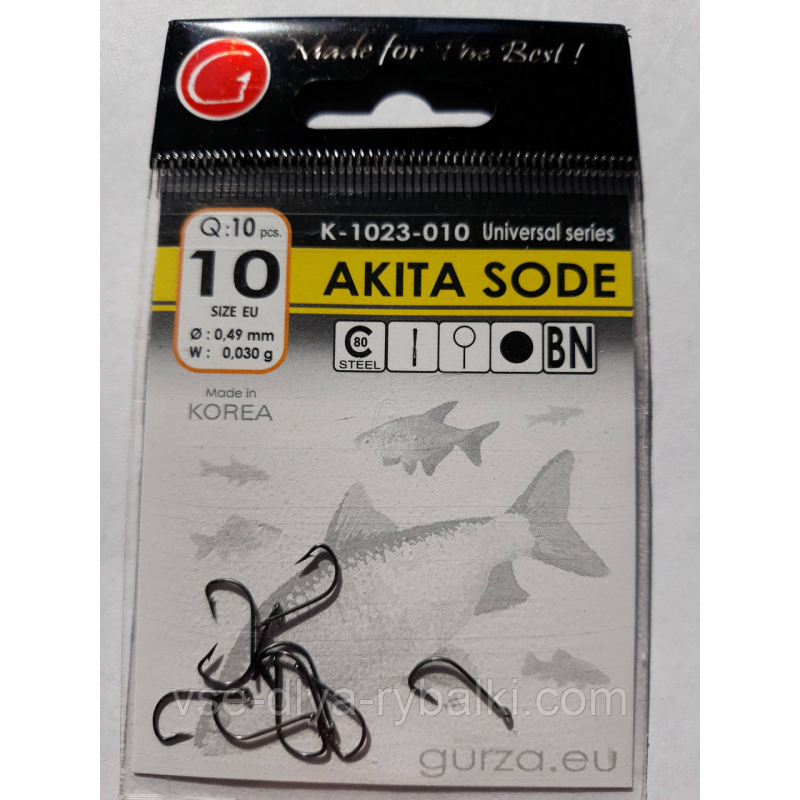 Made for The Best !
Q:10 pcs.
10
SIZE EU
Ø : 0,49 mm
W : 0,030 g
K-1023-010 Universal series
AKITA SODE
C 80 STEEL
BN
Made in
KOREA
vse-dlya-rybalki.com
gurza.eu